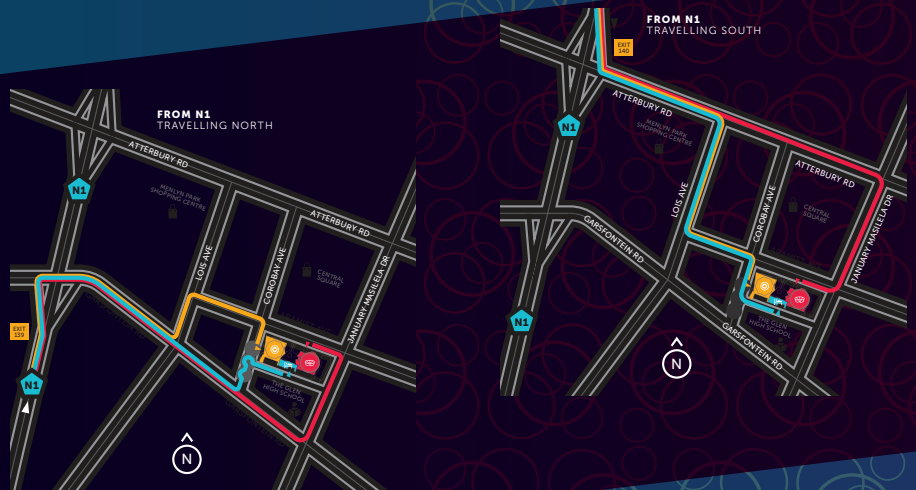 FROM N1
TRAVELLING NORTH
ATTERBURY RD
N1
MENLYN PARK
SHOPPING CENTRE
ATTERBURY RD
LOIS AVE
COROBAY AVE
CENTRAL
SQUARE
JANUARY MASILELA DR
EXIT
139
N1
THE GLEN
HIGH SCHOOL
N
FROM N1
TRAVELLING SOUTH
EXIT
140
ATTERBURY RD
N1
MENLYN PARK
SHOPPING CENTRE
ATTERBURY RD
LOIS AVE
COROBAY AVE
CENTRAL
SQUARE
JANUARY MASILELA DR
GARSFONTEIN RD
N1
THE GLEN
HIGH SCHOOL
GARSFONTEIN RD
N